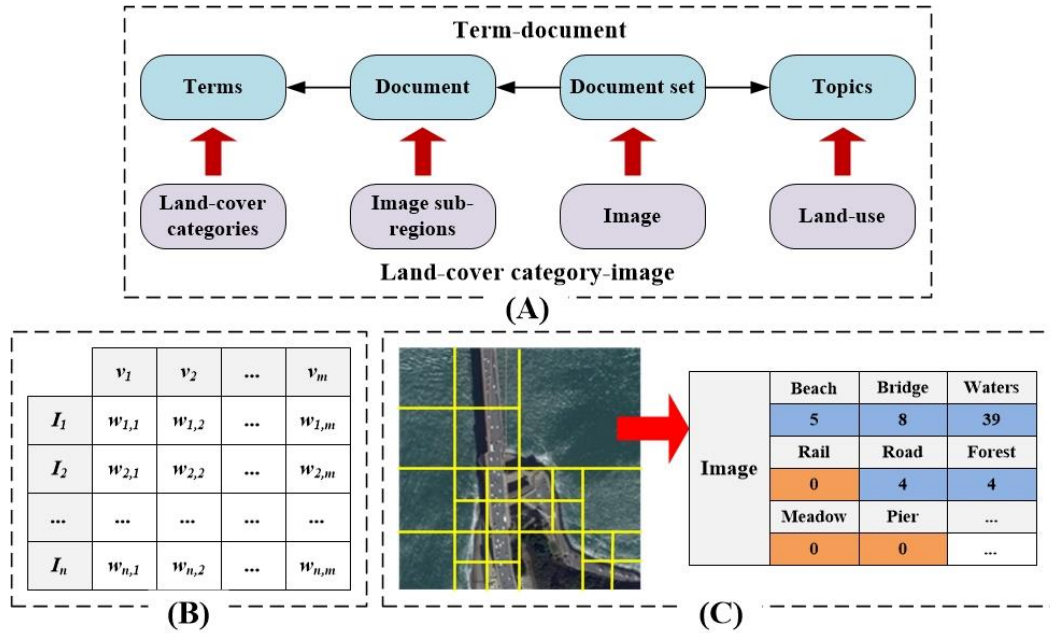 Term-document
Terms
Document
Document set
Topics
Land-cover
categories
Image sub-
regions
Image
Land-use
Land-cover category-image
(A)
v1 v2 ... vm
I1 w1,1 w1,2 ... w1,m
I2 w2,1 w2,2 ... w2,m
... ... ... ... ...
In wn,1 wn,2 ... wn,m
(B)
Image
Beach Bridge Waters
5 8 39
Rail Road Forest
0 4 4
Meadow Pier ...
0 0 ...
(C)